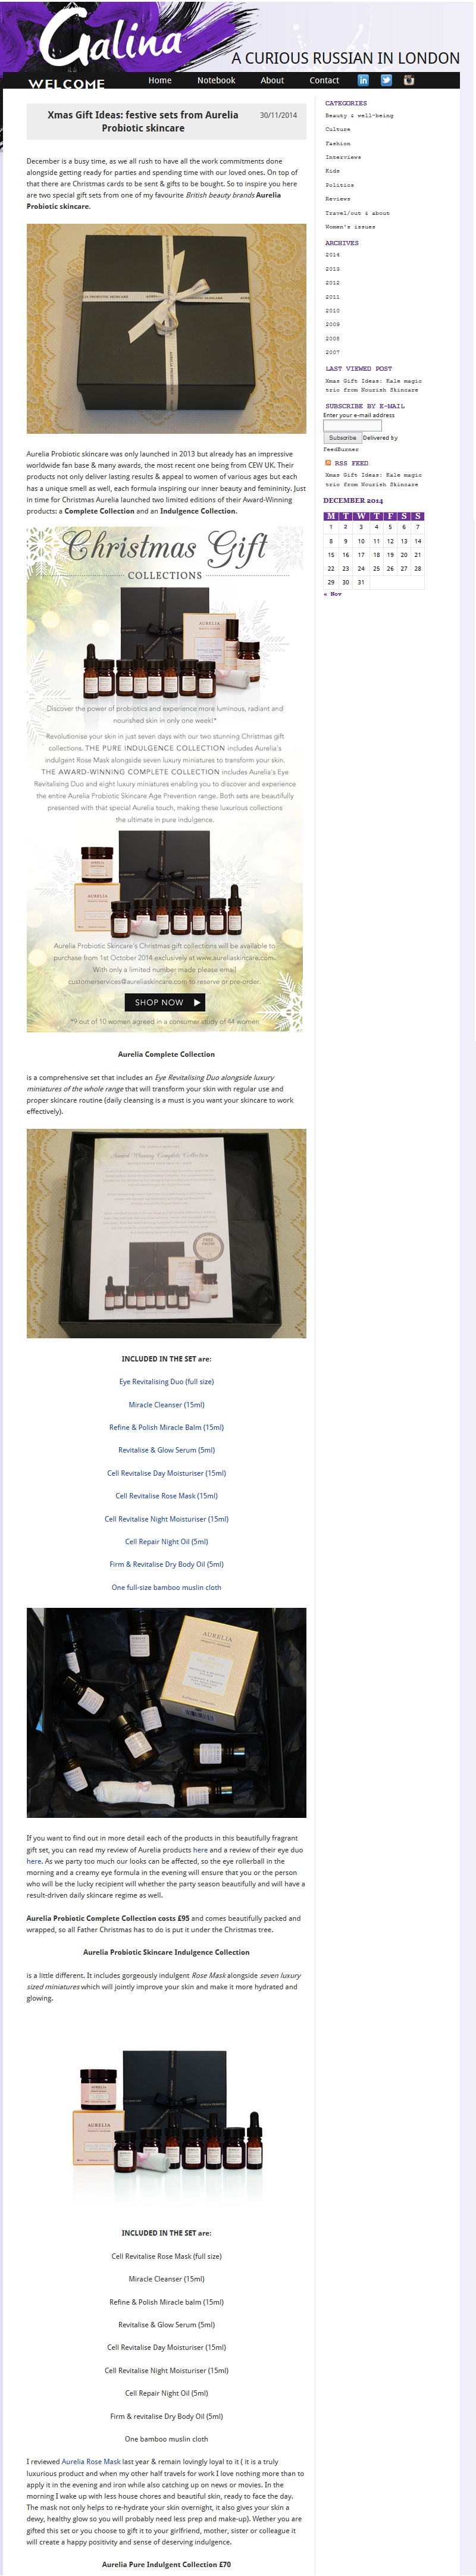 Galina
A CURIOUS RUSSIAN IN LONDON
WELCOME
Home
Notebook
About
Contact
Xmas Gift Ideas: festive sets from Aurelia
Probiotic skincare
30/11/2014
December is a busy time, as we all rush to have all the work commitments done
alongside getting ready for parties and spending time with our loved ones. On top of
that there are Christmas cards to be sent & gifts to be bought. So to inspire you here
are two special gift sets from one of my favourite British beauty brands Aurelia
Probiotic skincare.
Aurelia Probiotic skincare was only launched in 2013 but already has an impressive
worldwide fan base & many awards, the most recent one being from CEW UK. Their
products not only deliver lasting results & appeal to women of various ages but each
has a unique smell as well, each formula inspiring our inner beauty and femininity. Just
in time for Christmas Aurelia launched two limited editions of their Award-Winning
products: a Complete Collection and an Indulgence Collection.
Christmas Gift
COLLECTIONS
Discover the power of probiotics and experience more luminous, radiant and
nourished skin in only one week!*
Revolutionise your skin in just seven days with our two stunning Christmas gift
collections. THE PURE INDULGENCE COLLECTION includes Aurelia's
indulgent Rose Mask alongside seven luxury miniatures to transform your skin.
THE AWARD-WINNING COMPLETE COLLECTION includes Aurelia's Eye
Revitalising Duo and eight luxury miniatures enabling you to discover and experience
the entire Aurelia Probiotic Skincare Age Prevention range. Both sets are beautifully
presented with that special Aurelia touch, making these luxurious collections
the ultimate in pure indulgence.
Aurelia Probiotic Skincare's Christmas gift collections will be available to
purchase from 1st October 2014 exclusively at www.aureliaskincare.com.
With only a limited number made please email
customerservices@aureliaskincare.com to reserve or pre-order.
SHOP NOW
*9 out of 10 women agreed in a consumer study of 44 women
Aurelia Complete Collection
is a comprehensive set that includes an Eye Revitalising Duo alongside luxury
miniatures of the whole range that will transform your skin with regular use and
proper skincare routine (daily cleansing is a must is you want your skincare to work
effectively).
Award Winning Complete Collection
INCLUDED IN THE SET are:
Eye Revitalising Duo (full size)
Miracle Cleanser (15ml)
Refine & Polish Miracle Balm (15ml)
Revitalise & Glow Serum (5ml)
Cell Revitalise Day Moisturiser (15ml)
Cell Revitalise Rose Mask (15ml)
Cell Revitalise Night Moisturiser (15ml)
Cell Repair Night Oil (5ml)
Firm & Revitalise Dry Body Oil (5ml)
One full-size bamboo muslin cloth
AURELIA
If you want to find out in more detail each of the products in this beautifully fragrant
gift set, you can read my review of Aurelia products here and a review of their eye duo
here. As we party too much our looks can be affected, so the eye rollerball in the
morning and a creamy eye formula in the evening will ensure that you or the person
who will be the lucky recipient will whether the party season beautifully and will have a
result-driven daily skincare regime as well.
Aurelia Probiotic Complete Collection costs £95 and comes beautifully packed and
wrapped, so all Father Christmas has to do is put it under the Christmas tree.
Aurelia Probiotic Skincare Indulgence Collection
is a little different. It includes gorgeously indulgent Rose Mask alongside seven luxury
sized miniatures which will jointly improve your skin and make it more hydrated and
glowing.
INCLUDED IN THE SET are:
Cell Revitalise Rose Mask (full size)
Miracle Cleanser (15ml)
Refine & Polish Miracle balm (15ml)
Revitalise & Glow Serum (5ml)
Cell Revitalise Day Moisturiser (15ml)
Cell Revitalise Night Moisturiser (15ml)
Cell Repair Night Oil (5ml)
Firm & revitalise Dry Body Oil (5ml)
One bamboo muslin cloth
I reviewed Aurelia Rose Mask last year & remain lovingly loyal to it ( it is a truly
luxurious product and when my other half travels for work I love nothing more than to
apply it in the evening and iron while also catching up on news or movies. In the
morning I wake up with less house chores and beautiful skin, ready to face the day.
The mask not only helps to re-hydrate your skin overnight, it also gives your skin a
dewy, healthy glow so you will probably need less prep and make-up). Wether you are
gifted this set or you choose to gift it to your girlfriend, mother, sister or colleague it
will create a happy positivity and sense of deserving indulgence.
Aurelia Pure Indulgent Collection £70
CATEGORIES
Beauty & well-being
Culture
Fashion
Interviews
Kids
Politics
Reviews
Travel/out & about
Women's issues
ARCHIVES
2014
2013
2012
2011
2010
2009
2008
2007
LAST VIEWED POST
Xmas Gift Ideas: Kale magic
trio from Nourish Skincare
SUBSCRIBE BY E-MAIL
Enter your e-mail address
Subscribe Delivered by
FeedBurner
RSS FEED
Xmas Gift Ideas: Kale magic
trio from Nourish Skincare
DECEMBER 2014
M T W T F S S
1 2 3 4 5 6 7
8 9 10 11 12 13 14
15 16 17 18 19 20 21
22 23 24 25 26 27 28
29 30 31
« Nov